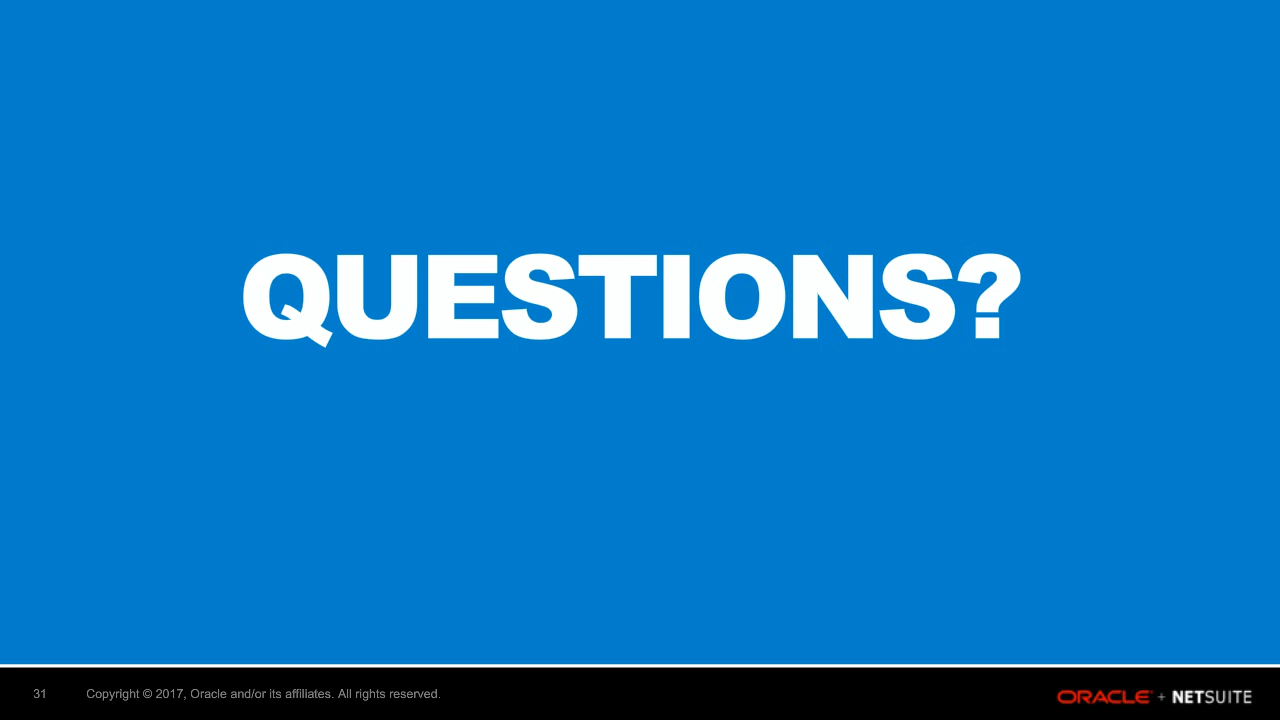 QUESTIONS?
31 Copyright © 2017, Oracle and/or its affiliates. All rights reserved.
ORACLE + NETSUITE